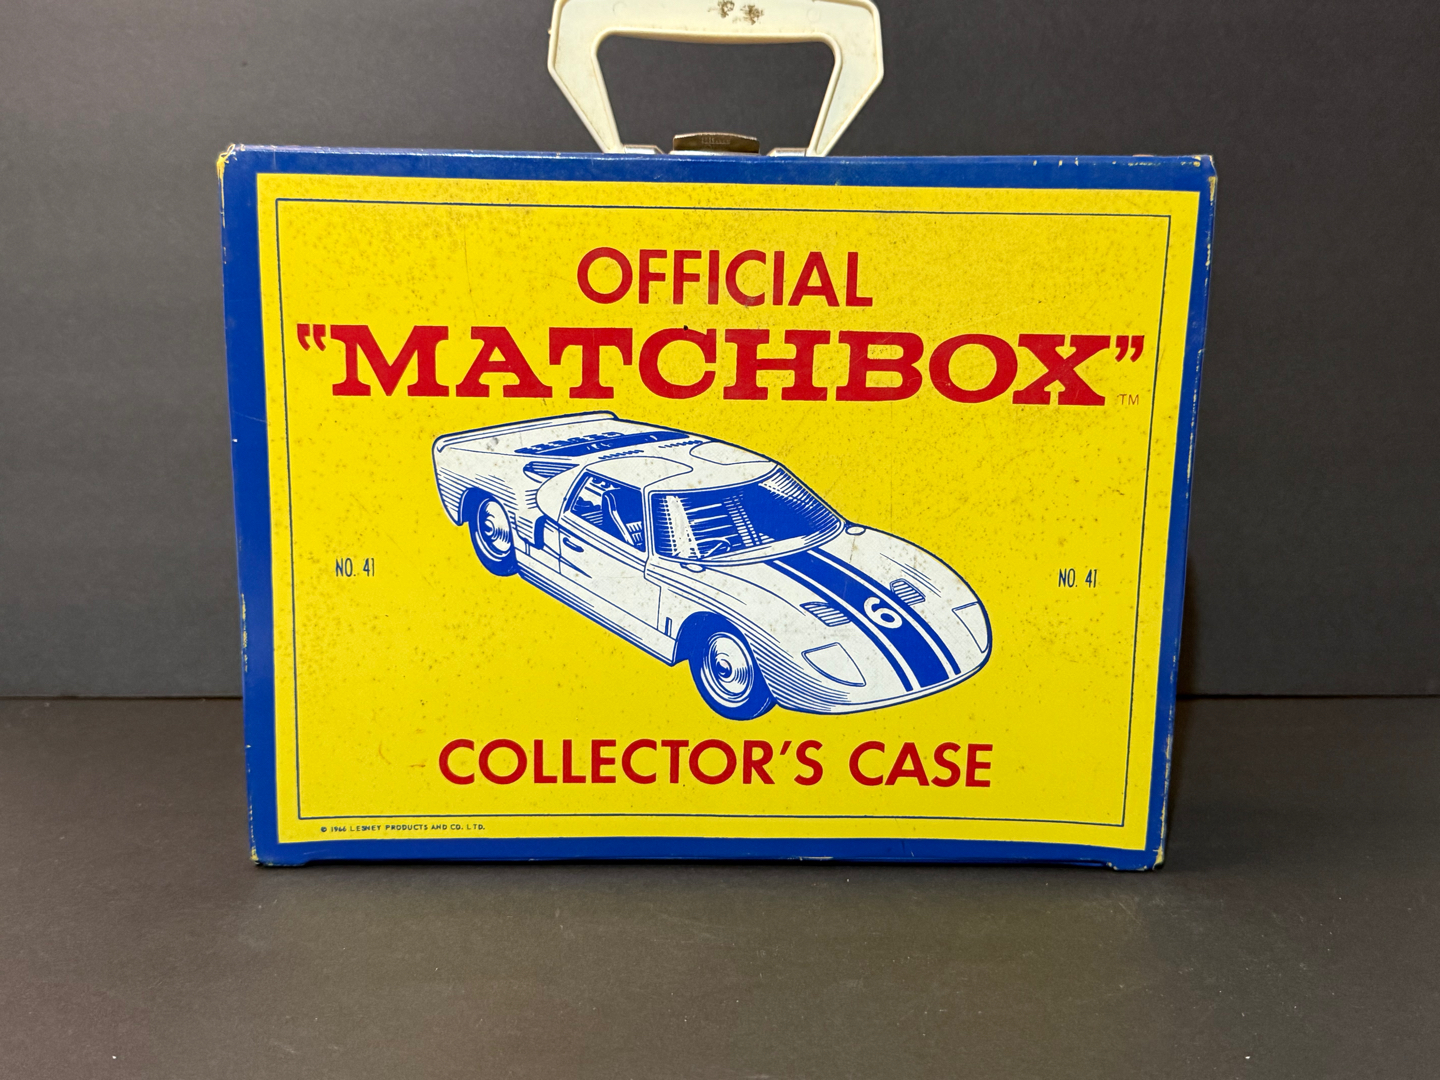 OFFICIAL
"MATCHBOX"
TM
NO. 41
NO. 41
6
COLLECTOR'S CASE
© 1966 LESNEY PRODUCTS AND CO. LTD.